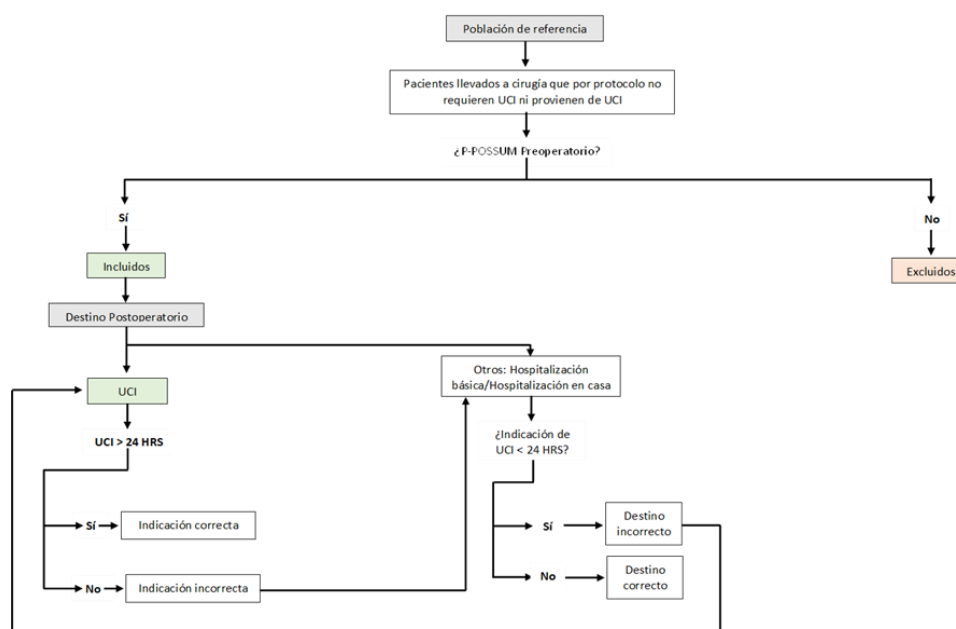 Población de referencia
Pacientes llevados a cirugía que por protocolo no
requieren UCI ni provienen de UCI
¿P-POSSUM Preoperatorio?
Sí
No
Incluidos
Excluidos
Destino Postoperatorio
UCI
Otros: Hospitalización
básica/Hospitalización en casa
UCI > 24 HRS
¿Indicación de
UCI < 24 HRS?
Sí
Indicación correcta
Sí
Destino
incorrecto
No
Indicación incorrecta
No
Destino
correcto